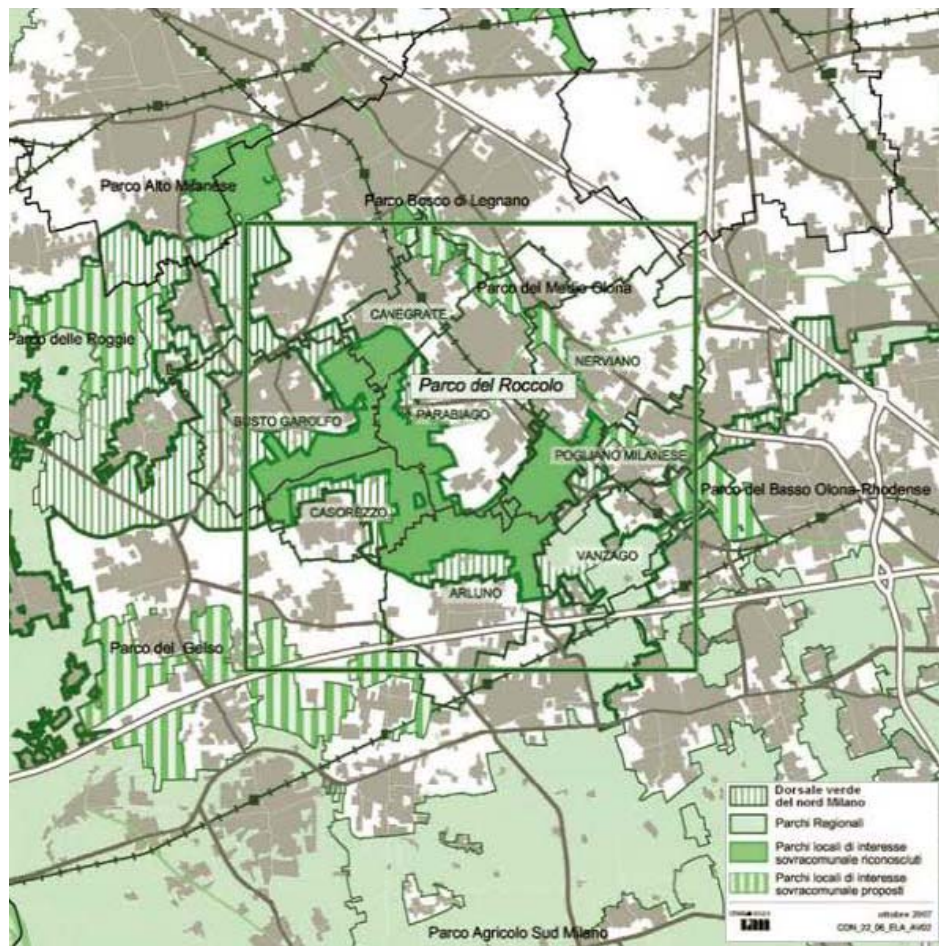 Parco Alto Milanese
Parco Bosco di Legnano
Parco del Medio Olona
CANEGRATE
Parco delle Roggie
NERVIANO
Parco del Roccolo
PARABIAGO
BUSTO GAROLFO
POGLIANO MILANESE
Parco del Basso Olona-Rhodense
CASOREZZO
VANZAGO
ARLUNO
Parco del Gelso
Dorsale verde
del nord Milano
Parchi Regionali
Parchi locali di interesse
sovracomunale riconosciuti
Parchi locali di interesse
sovracomunale proposti
ottobre 2007
CON_22_06_ELA_AV02
Parco Agricolo Sud Milano